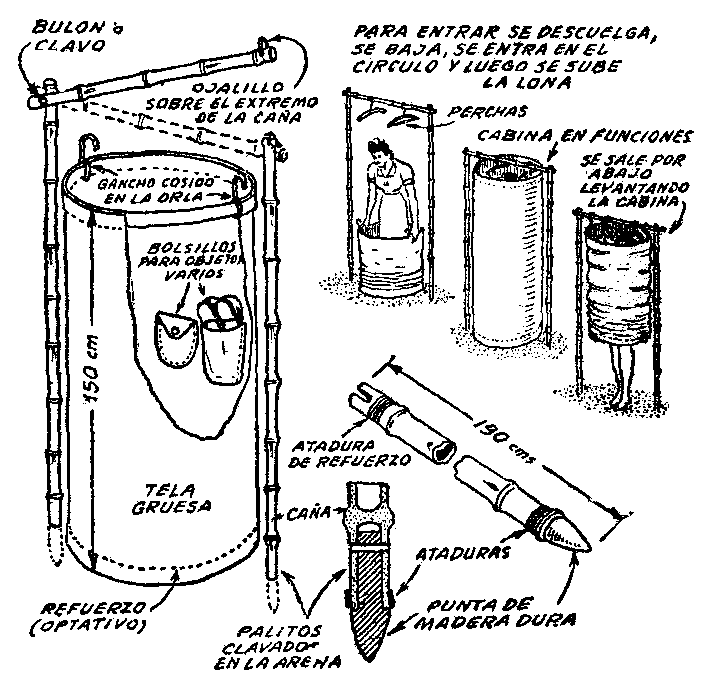 BULON o
CLAVO
OJALILLO
SOBRE EL EXTREMO
DE LA CAÑA
PARA ENTRAR SE DESCUELGA,
SE BAJA, SE ENTRA EN EL
CIRCULO Y LUEGO SE SUBE
LA LONA
PERCHAS
CABINA EN FUNCIONES
SE SALE POR
ABAJO
LEVANTANDO
LA CABINA
GANCHO COSIDO
EN LA ORLA
BOLSILLOS
PARA OBJETOS
VARIOS
150 cm
TELA
GRUESA
190 cms
ATADURA
DE REFUERZO
CAÑA
ATADURAS
REFUERZO
(OPTATIVO)
PALITOS
CLAVADOS
EN LA ARENA
PUNTA DE
MADERA DURA